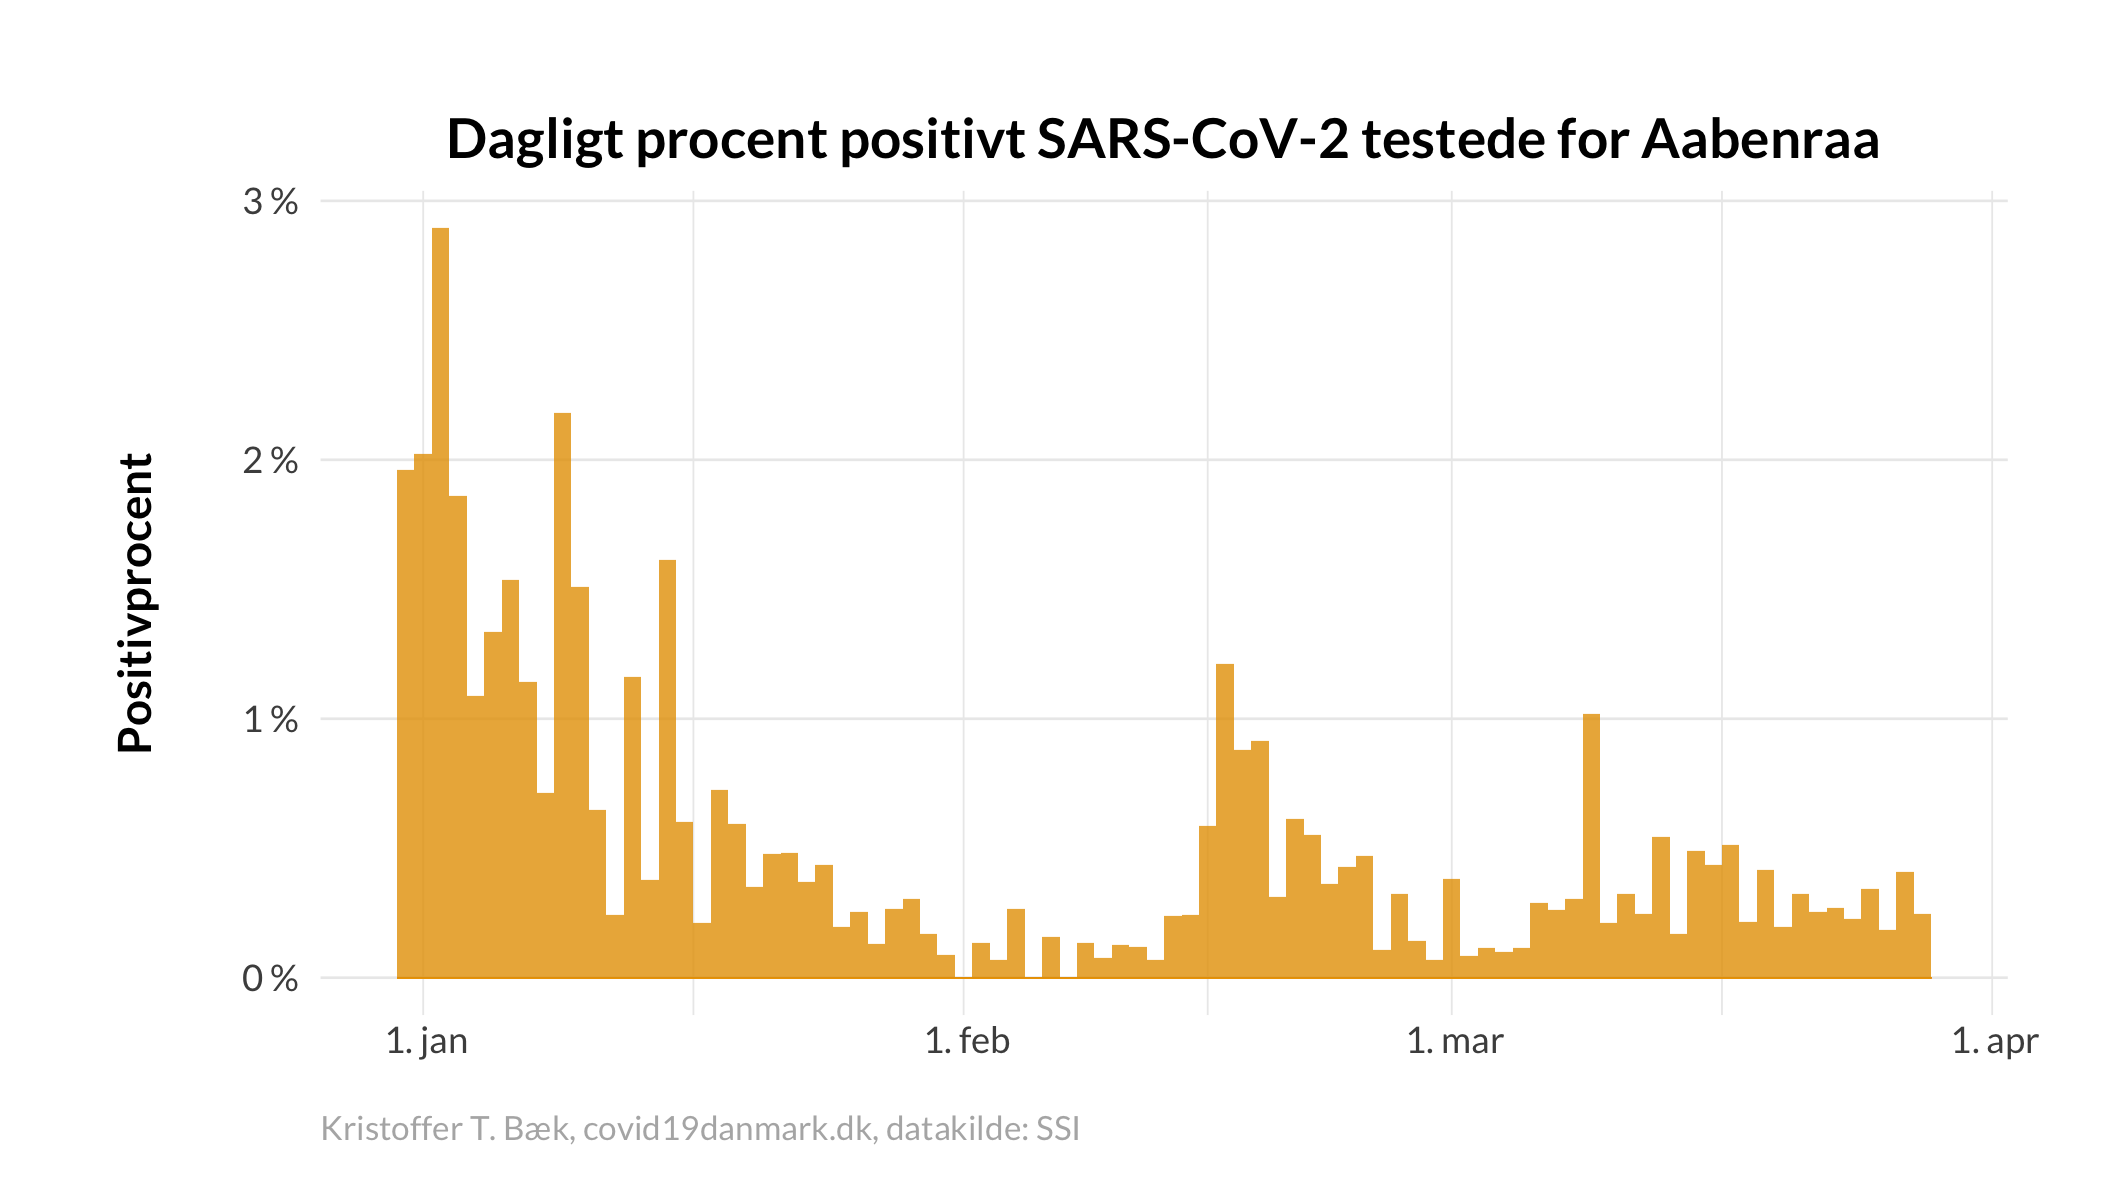 Dagligt procent positivt SARS-CoV-2 testede for Aabenraa
Positivprocent
3 %
2 %
1 %
0 %
1. jan
1. feb
1. mar
1. apr
Kristoffer T. Bæk, covid19danmark.dk, datakilde: SSI